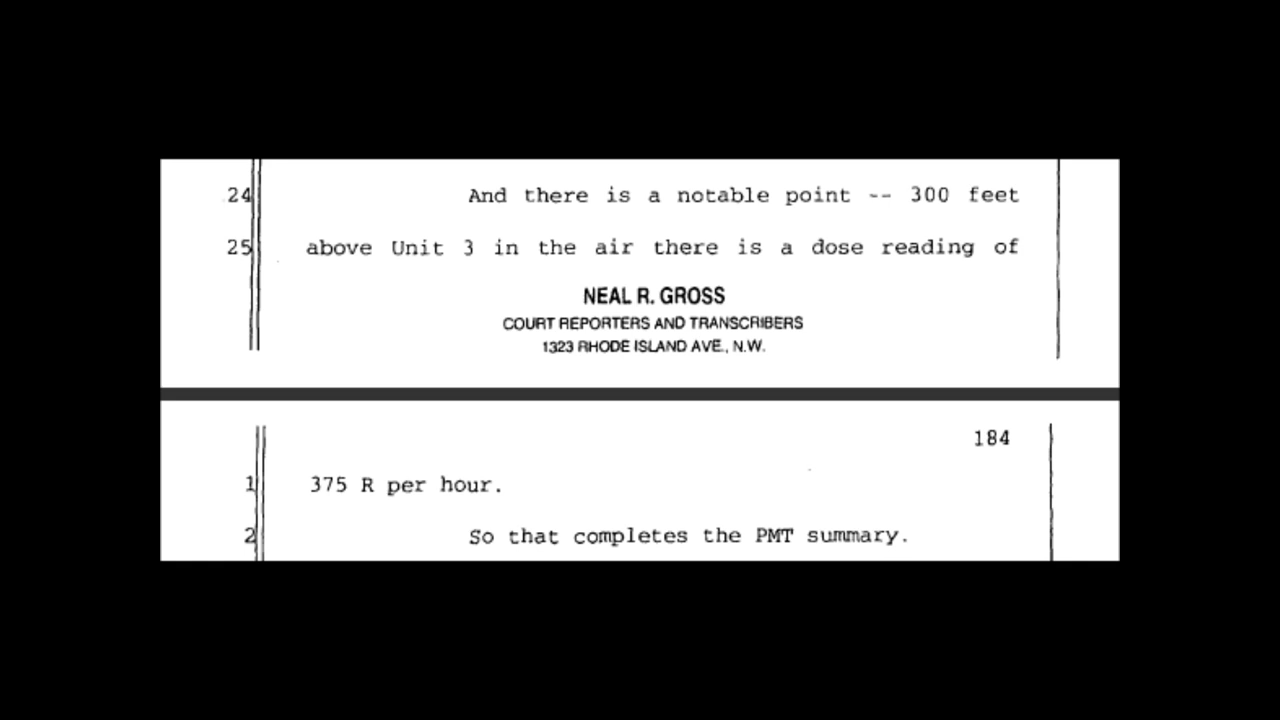 24 And there is a notable point -- 300 feet
25 above Unit 3 in the air there is a dose reading of
NEAL R. GROSS
COURT REPORTERS AND TRANSCRIBERS
1323 RHODE ISLAND AVE., N.W.
184
1 375 R per hour.
2 So that completes the PMT summary.